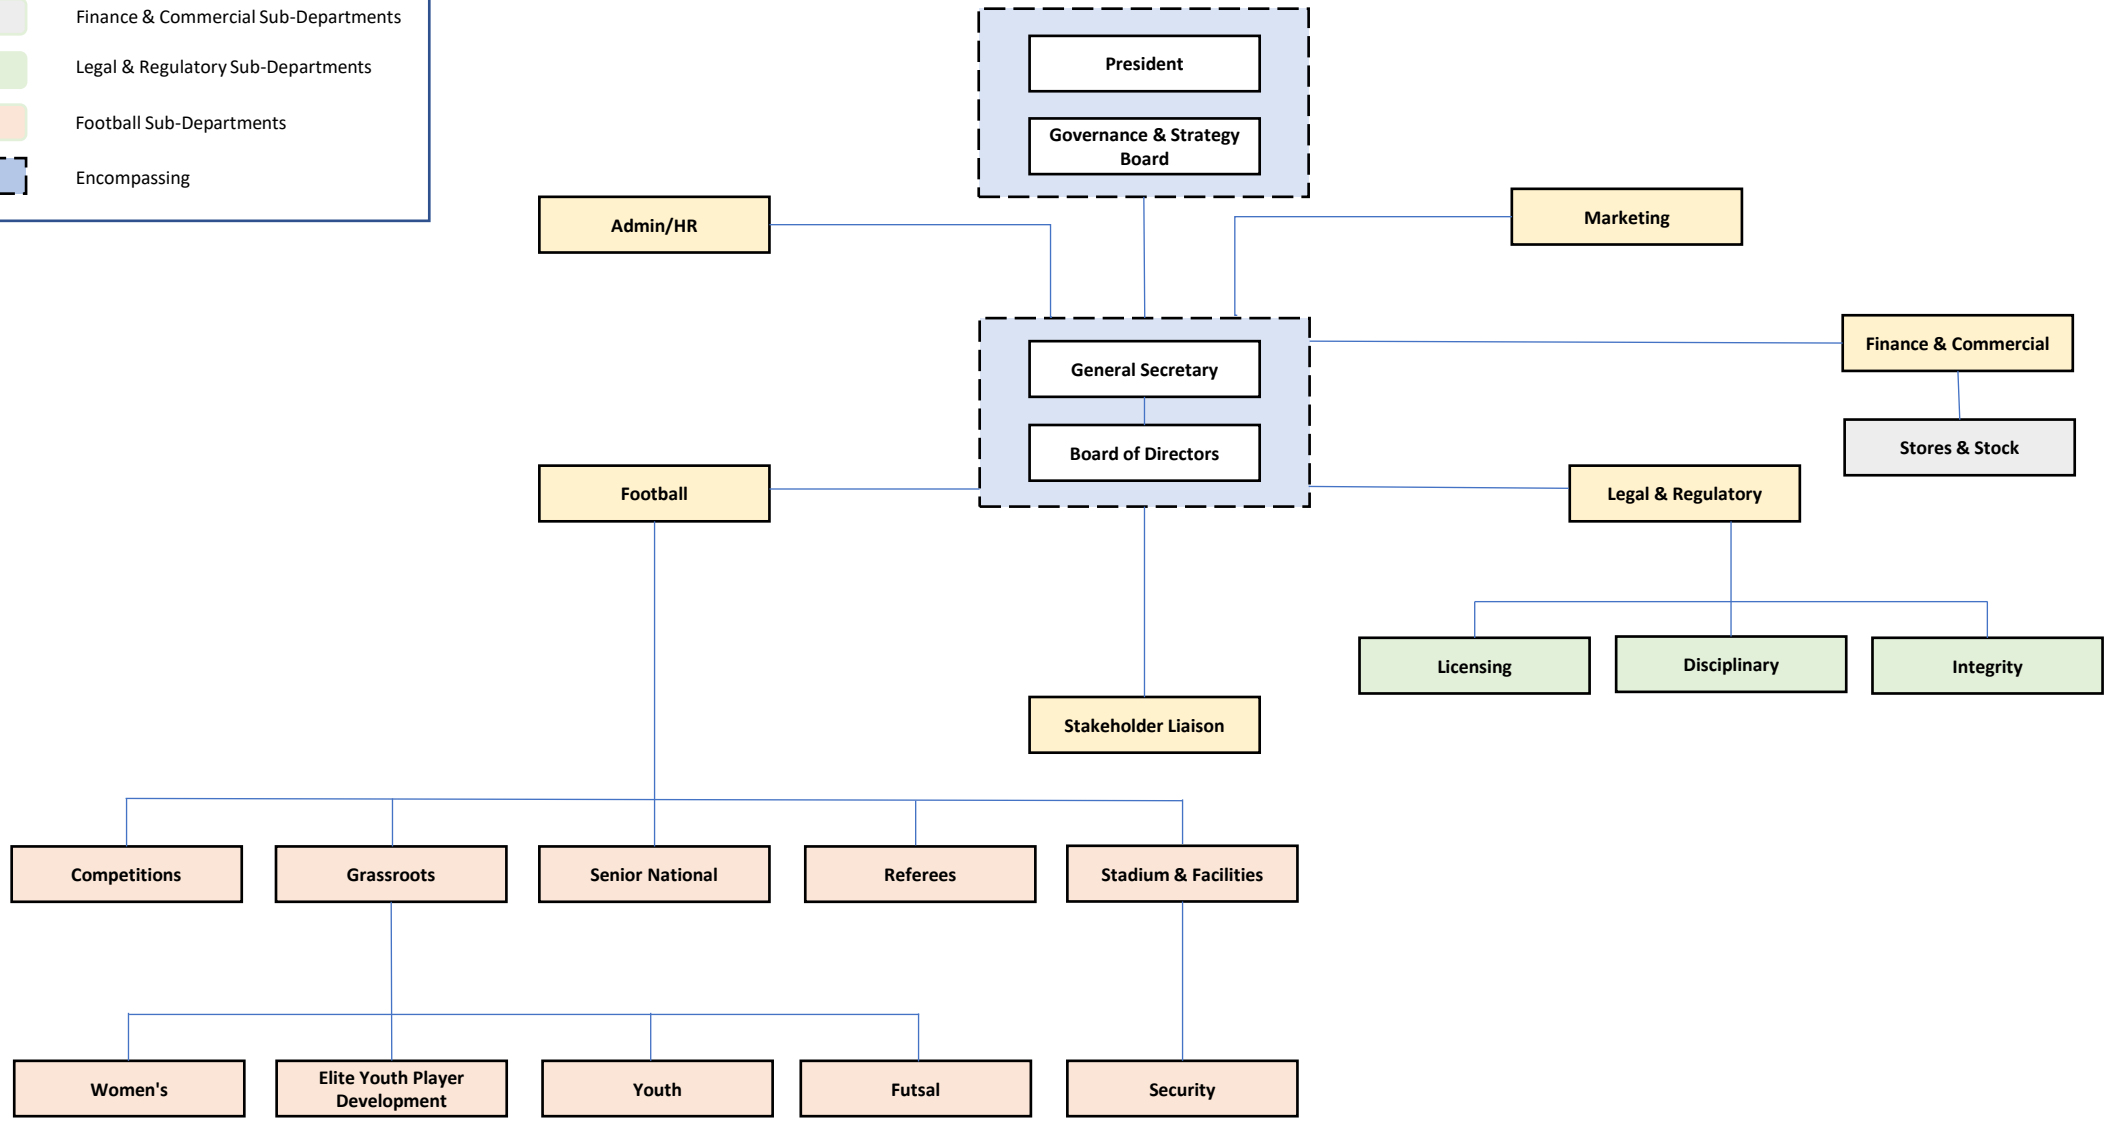 Finance & Commercial Sub-Departments
Legal & Regulatory Sub-Departments
Football Sub-Departments
Encompassing
President
Governance & Strategy
Board
Admin/HR
Marketing
General Secretary
Board of Directors
Finance & Commercial
Stores & Stock
Football
Legal & Regulatory
Licensing
Disciplinary
Integrity
Stakeholder Liaison
Competitions
Grassroots
Senior National
Referees
Stadium & Facilities
Women's
Elite Youth Player
Development
Youth
Futsal
Security